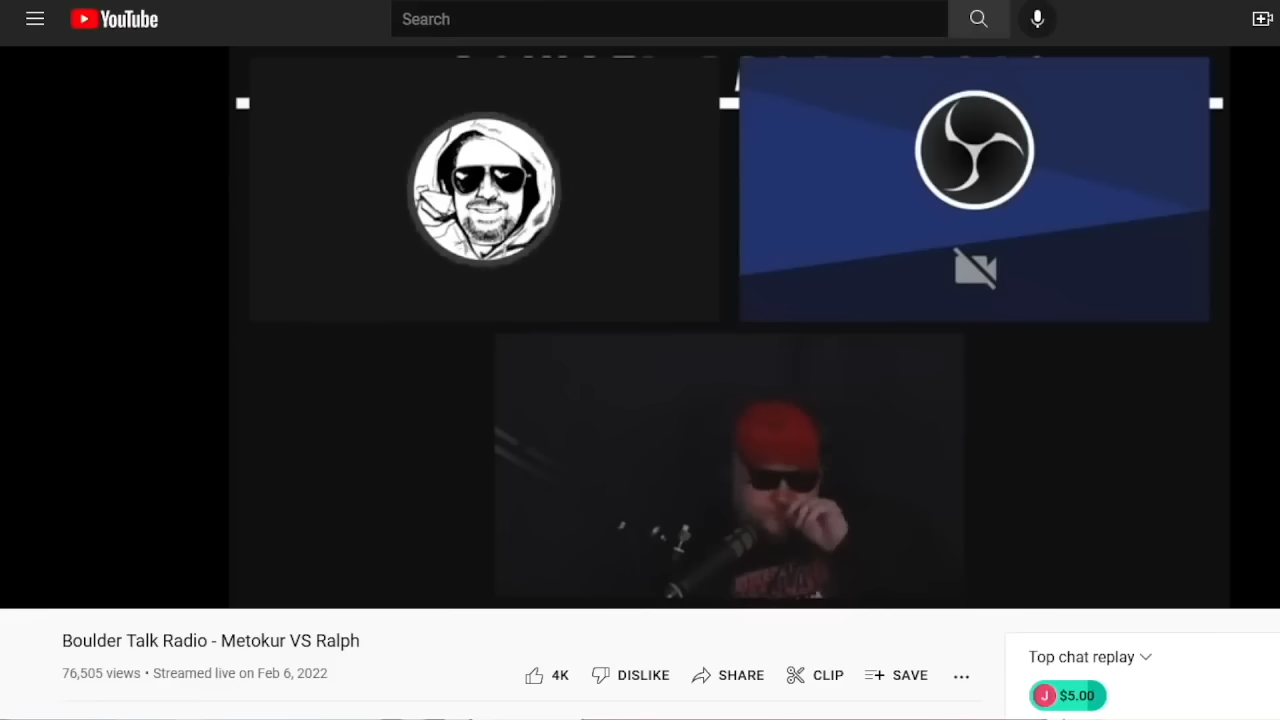 YouTube
Search
Boulder Talk Radio - Metokur VS Ralph
76,505 views • Streamed live on Feb 6, 2022
4K
DISLIKE
SHARE
CLIP
SAVE
Top chat replay
J $5.00